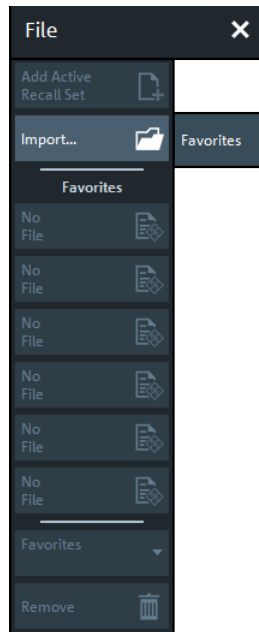 File
Add Active
Recall Set
Import...
Favorites
Favorites
No
File
No
File
No
File
No
File
No
File
No
File
Favorites
Remove